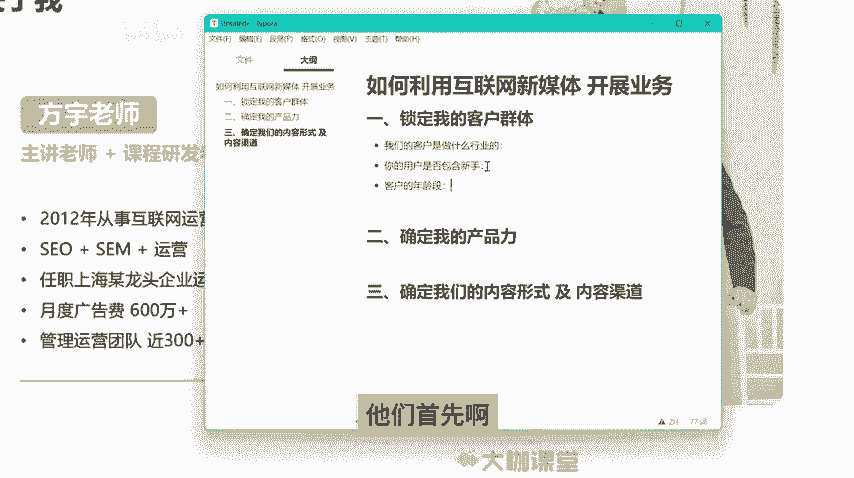 方宇老师
主讲老师 + 课程研发
2012年从事互联网运营
SEO + SEM + 运营
任职上海某龙头企业运
月度广告费 600万+
管理运营团队 近300+
Untitled - Typora
文件(F) 编辑(E) 段落(P) 格式(O) 视图(V) 主题(T) 帮助(H)
文件 大纲
如何利用互联网新媒体 开展业务
一、锁定我的客户群体
二、确定我的产品力
三、确定我们的内容形式 及
内容渠道
如何利用互联网新媒体 开展业务
一、锁定我的客户群体
我们的客户是做什么行业的：
你的用户是否包含新手：
客户的年龄段：
二、确定我的产品力
三、确定我们的内容形式 及 内容渠道
ZH 77 词
他们首先啊
大咖课堂